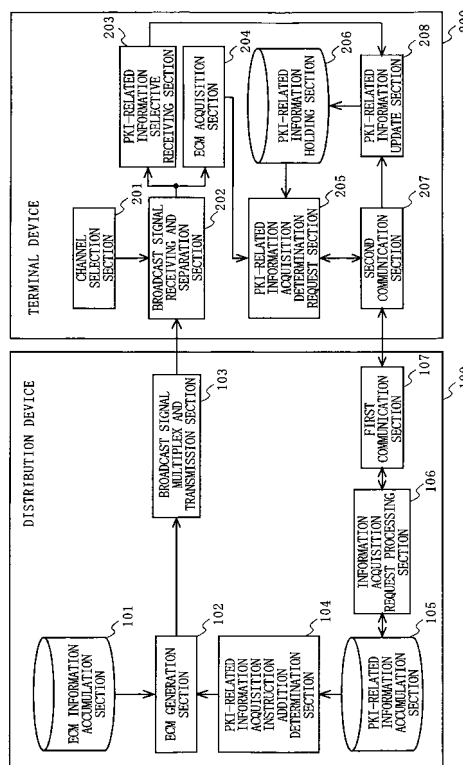 DISTRIBUTION DEVICE
ECM INFORMATION
ACCUMULATION
SECTION
101
ECM GENERATION
SECTION
102
BROADCAST SIGNAL
MULTIPLEX AND
TRANSMISSION SECTION
103
PKI-RELATED
INFORMATION
ACQUISITION
INSTRUCTION
ADDITION
DETERMINATION
SECTION
104
PKI-RELATED
INFORMATION
ACCUMULATION
SECTION
105
INFORMATION
ACQUISITION
REQUEST PROCESSING
SECTION
106
FIRST
COMMUNICATION
SECTION
107
100
TERMINAL DEVICE
CHANNEL
SELECTION
SECTION
201
BROADCAST SIGNAL
RECEIVING AND
SEPARATION
SECTION
202
PKI-RELATED
INFORMATION
SELECTIVE
RECEIVING SECTION
203
ECM ACQUISITION
SECTION
204
PKI-RELATED
INFORMATION
ACQUISITION
DETERMINATION
REQUEST SECTION
205
PKI-RELATED
INFORMATION
HOLDING SECTION
206
SECOND
COMMUNICATION
SECTION
207
PKI-RELATED
INFORMATION
UPDATE SECTION
208
200